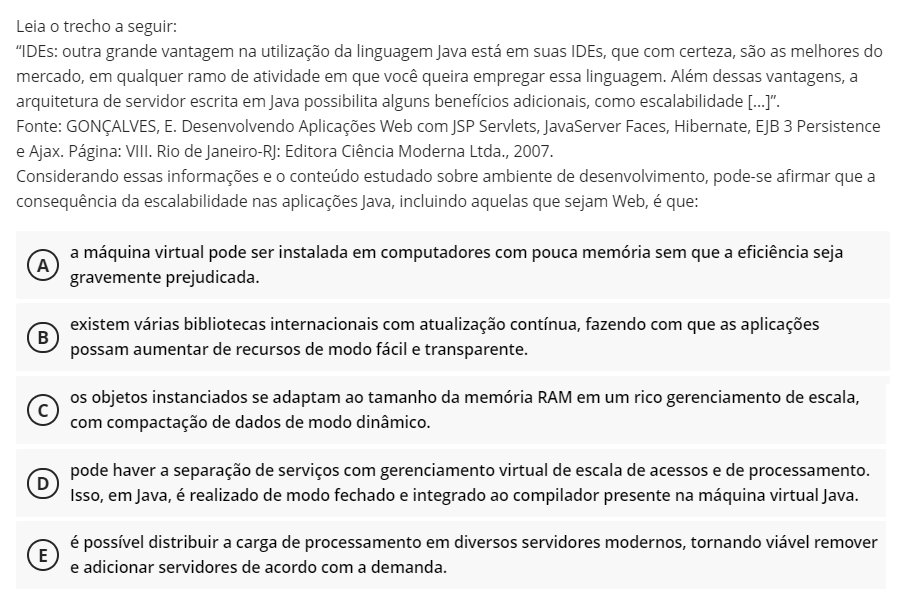 Leia o trecho a seguir:
“IDEs: outra grande vantagem na utilização da linguagem Java está em suas IDEs, que com certeza, são as melhores do
mercado, em qualquer ramo de atividade em que você queira empregar essa linguagem. Além dessas vantagens, a
arquitetura de servidor escrita em Java possibilita alguns benefícios adicionais, como escalabilidade [...]”.
Fonte: GONÇALVES, E. Desenvolvendo Aplicações Web com JSP Servlets, JavaServer Faces, Hibernate, EJB 3 Persistence
e Ajax. Página: VIII. Rio de Janeiro-RJ: Editora Ciência Moderna Ltda., 2007.
Considerando essas informações e o conteúdo estudado sobre ambiente de desenvolvimento, pode-se afirmar que a
consequência da escalabilidade nas aplicações Java, incluindo aquelas que sejam Web, é que:
A
a máquina virtual pode ser instalada em computadores com pouca memória sem que a eficiência seja
gravemente prejudicada.
B
existem várias bibliotecas internacionais com atualização contínua, fazendo com que as aplicações
possam aumentar de recursos de modo fácil e transparente.
C
os objetos instanciados se adaptam ao tamanho da memória RAM em um rico gerenciamento de escala,
com compactação de dados de modo dinâmico.
D
pode haver a separação de serviços com gerenciamento virtual de escala de acessos e de processamento.
Isso, em Java, é realizado de modo fechado e integrado ao compilador presente na máquina virtual Java.
E
é possível distribuir a carga de processamento em diversos servidores modernos, tornando viável remover
e adicionar servidores de acordo com a demanda.